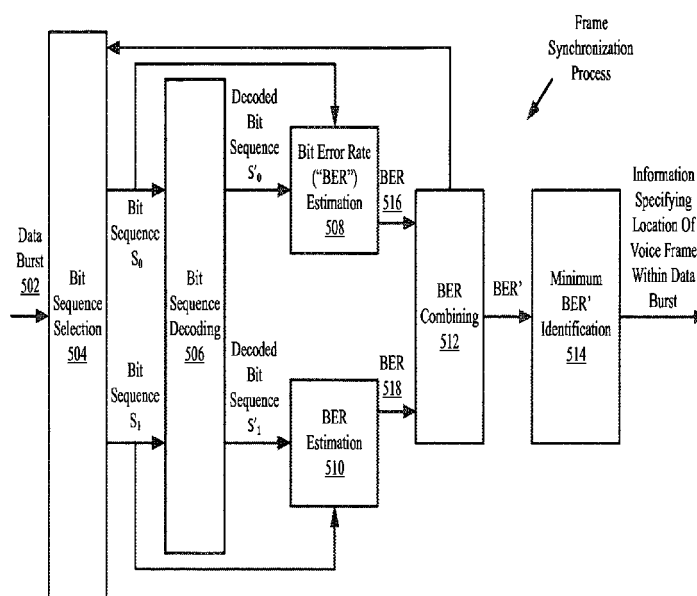 Frame
Synchronization
Process
Data
Burst
502
Bit
Sequence
Selection
504
Bit
Sequence
S0
Bit
Sequence
S1
Bit
Sequence
Decoding
506
Decoded
Bit
Sequence
S'0
Decoded
Bit
Sequence
S'1
Bit Error Rate
("BER")
Estimation
508
BER
Estimation
510
BER
516
BER
518
BER
Combining
512
BER'
Minimum
BER'
Identification
514
Information
Specifying
Location Of
Voice Frame
Within Data
Burst